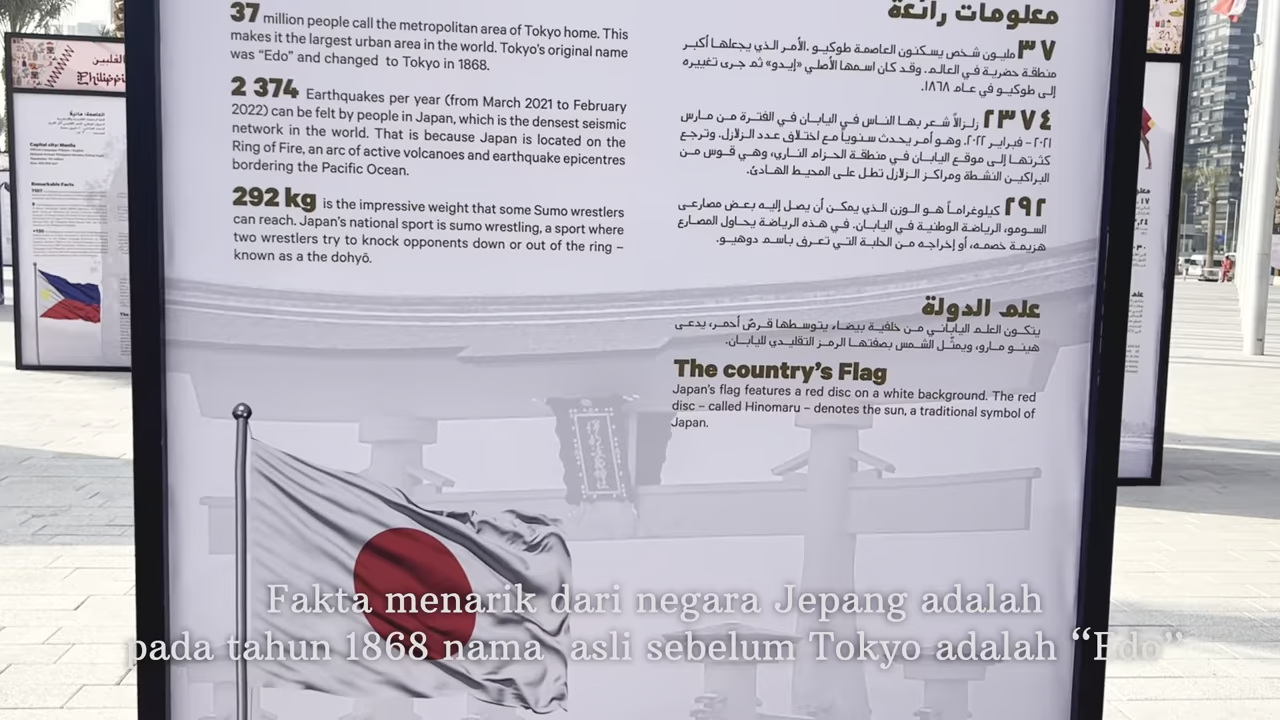 37 million people call the metropolitan area of Tokyo home. This
makes it the largest urban area in the world. Tokyo's original name
was “Edo” and changed to Tokyo in 1868.
2 374 Earthquakes per year (from March 2021 to February
2022) can be felt by people in Japan, which is the densest seismic
network in the world. That is because Japan is located on the
Ring of Fire, an arc of active volcanoes and earthquake epicentres
bordering the Pacific Ocean.
292 kg is the impressive weight that some Sumo wrestlers
can reach. Japan's national sport is sumo wrestling, a sport where
two wrestlers try to knock opponents down or out of the ring –
known as a the dohyō.
معلومات رائعة
٣٧ مليون شخص يسكنون العاصمة طوكيو. الأمر الذي يجعلها أكبر
منطقة حضرية في العالم. وقد كان اسمها الأصلي «إيدو» ثم جرى تغييره
إلى طوكيو في عام ١٨٦٨.
٢٣٧٤ زلزالاً شعر بها الناس في اليابان في الفترة من مارس
٢٠٢١ – فبراير ٢٠٢٢. وهو أمر يحدث سنوياً مع اختلاق عدد الزلازل. وترجع
كثرتها إلى موقع اليابان في منطقة الحزام الناري، وهي قوس من
البراكين النشطة ومراكز الزلازل تطل على المحيط الهادئ.
٢٩٢ كيلوغراماً هو الوزن الذي يمكن أن يصل إليه بعض مصارعي
السومو، الرياضة الوطنية في اليابان. في هذه الرياضة يحاول المصارع
هزيمة خصمه، أو إخراجه من الحلبة التي تعرف باسم دوهيو.
علم الدولة
يتكون العلم الياباني من خلفية بيضاء يتوسطها قرصٌ أحمر، يدعى
هينو مارو، ويمثّل الشمس بصفتها الرمز التقليدي لليابان.
The country's Flag
Japan's flag features a red disc on a white background. The red
disc – called Hinomaru – denotes the sun, a traditional symbol of
Japan.
الفلبين
Capital city: Manila
Remarkable Facts
Fakta menarik dari negara Jepang adalah
pada tahun 1868 nama asli sebelum Tokyo adalah “Edo”